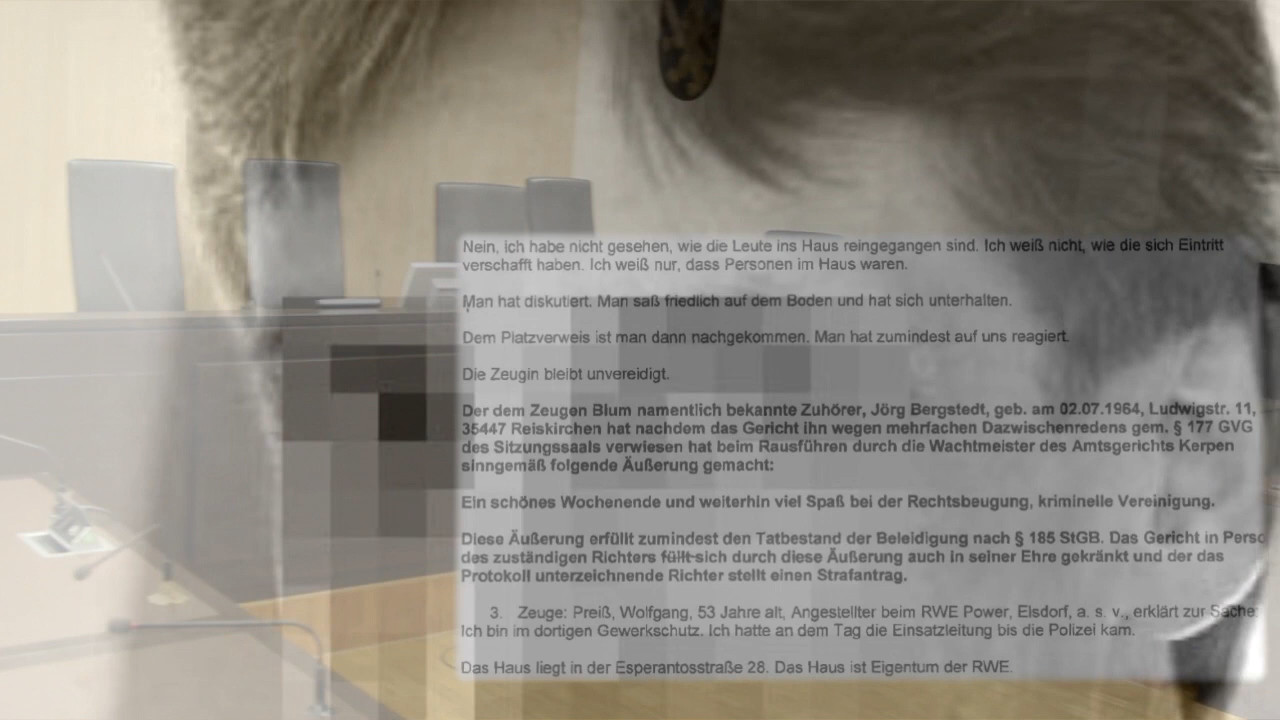 Nein, ich habe nicht gesehen, wie die Leute ins Haus reingegangen sind. Ich weiß nicht, wie die sich Eintritt
verschafft haben. Ich weiß nur, dass Personen im Haus waren.
Man hat diskutiert. Man saß friedlich auf dem Boden und hat sich unterhalten.
Dem Platzverweis ist man dann nachgekommen. Man hat zumindest auf uns reagiert.
Die Zeugin bleibt unvereidigt.
Der dem Zeugen Blum namentlich bekannte Zuhörer, Jörg Bergstedt, geb. am 02.07.1964, Ludwigstr. 11,
35447 Reiskirchen hat nachdem das Gericht ihn wegen mehrfachen Dazwischenredens gem. § 177 GVG
des Sitzungssaals verwiesen hat beim Rausführen durch die Wachtmeister des Amtsgerichts Kerpen
sinngemäß folgende Äußerung gemacht:
Ein schönes Wochenende und weiterhin viel Spaß bei der Rechtsbeugung, kriminelle Vereinigung.
Diese Äußerung erfüllt zumindest den Tatbestand der Beleidigung nach § 185 StGB. Das Gericht in Perso
des zuständigen Richters füllt sich durch diese Äußerung auch in seiner Ehre gekränkt und der das
Protokoll unterzeichnende Richter stellt einen Strafantrag.
3. Zeuge: Preiß, Wolfgang, 53 Jahre alt, Angestellter beim RWE Power, Elsdorf, a. s. v., erklärt zur Sache:
Ich bin im dortigen Gewerkschutz. Ich hatte an dem Tag die Einsatzleitung bis die Polizei kam.
Das Haus liegt in der Esperantosstraße 28. Das Haus ist Eigentum der RWE.